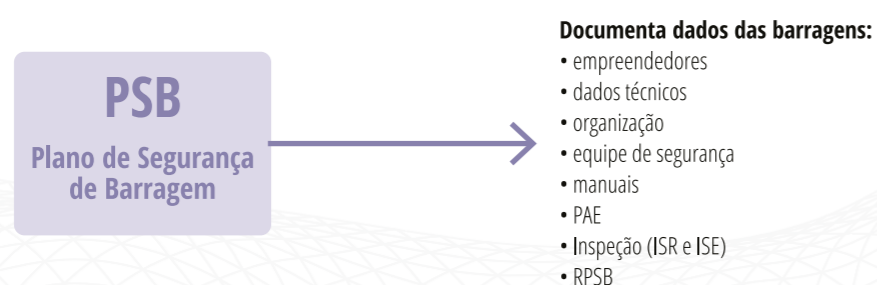 PSB
Plano de Segurança
de Barragem
Documenta dados das barragens:
• empreendedores
• dados técnicos
• organização
• equipe de segurança
• manuais
• PAE
• Inspeção (ISR e ISE)
• RPSB